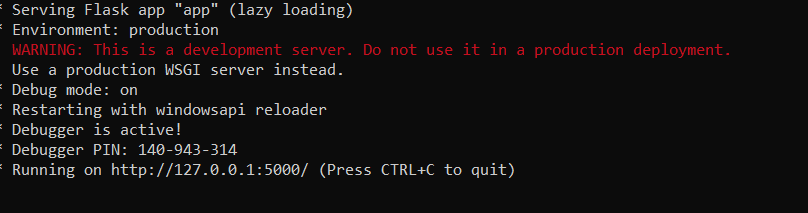 * Serving Flask app "app" (lazy loading)
* Environment: production
WARNING: This is a development server. Do not use it in a production deployment.
Use a production WSGI server instead.
* Debug mode: on
* Restarting with windowsapi reloader
* Debugger is active!
* Debugger PIN: 140-943-314
* Running on http://127.0.0.1:5000/ (Press CTRL+C to quit)